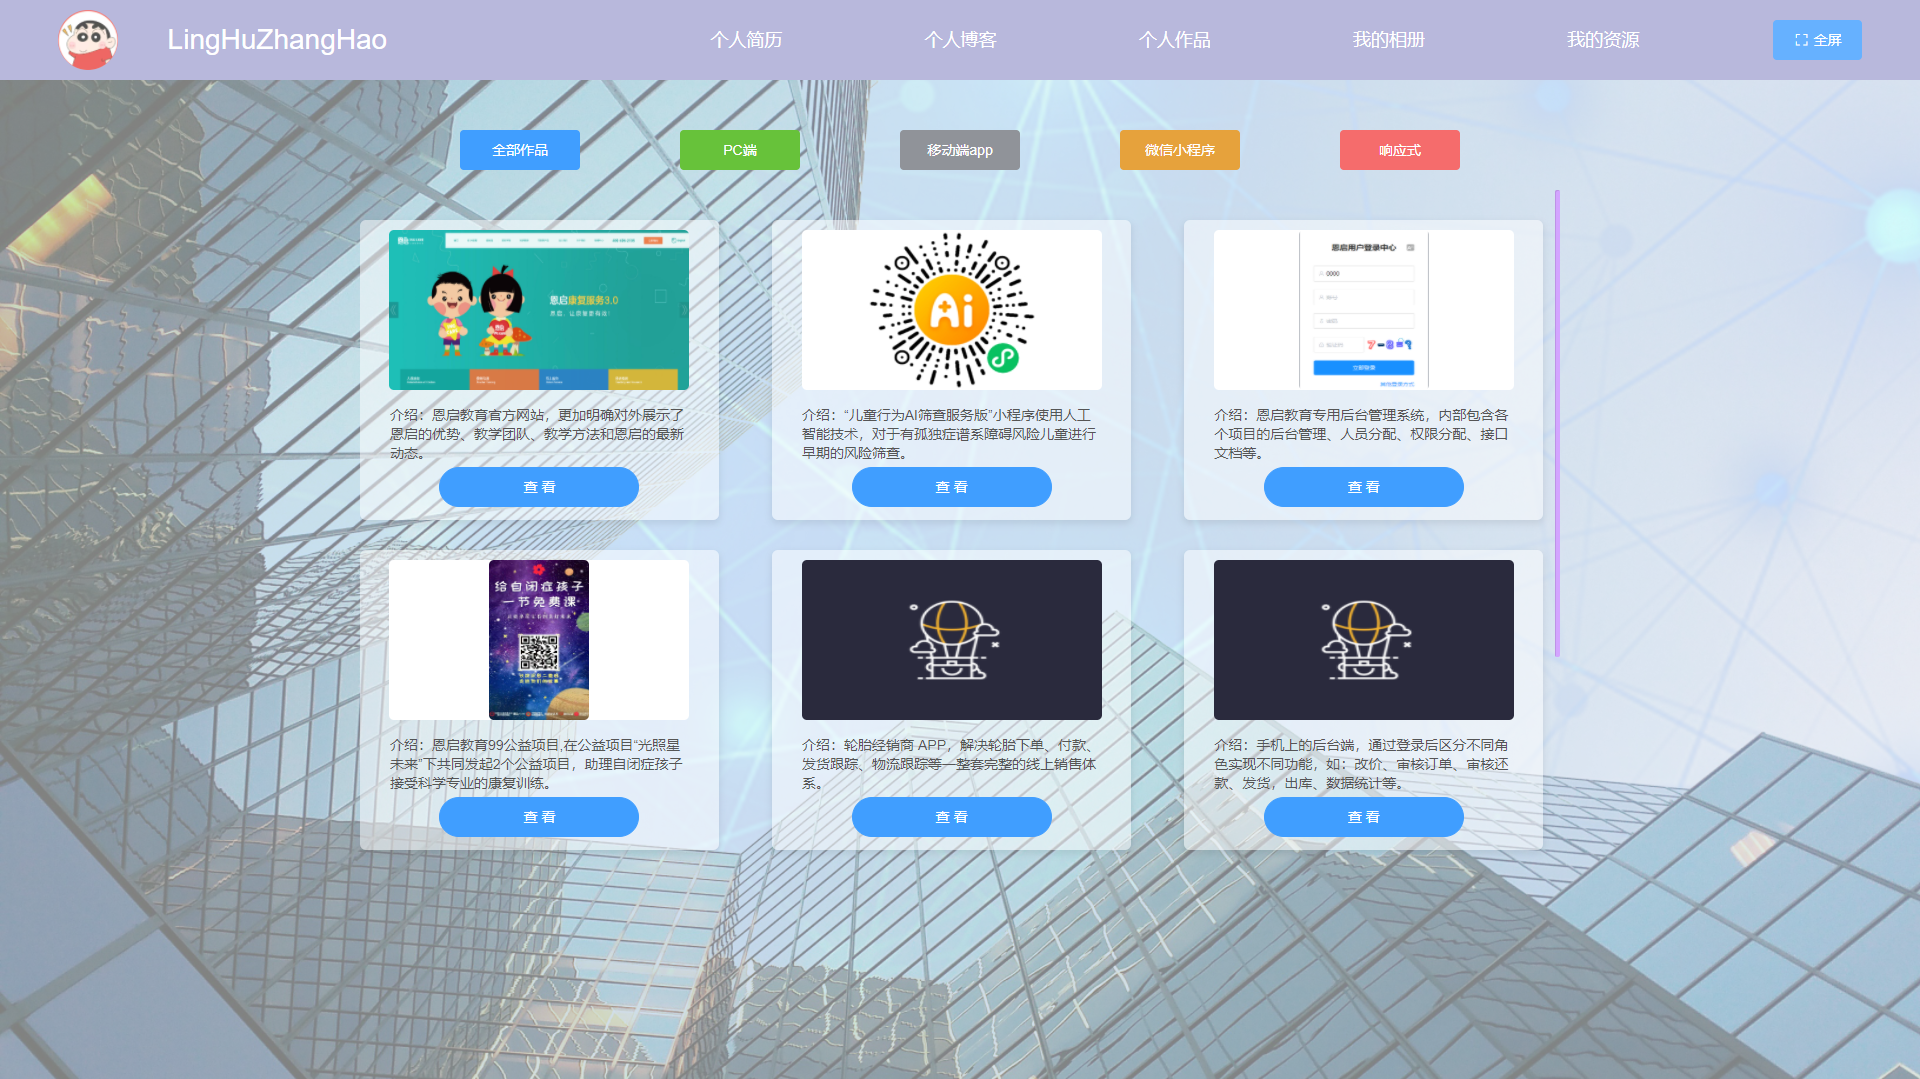 LingHuZhangHao
个人简历
个人博客
个人作品
我的相册
我的资源
全屏
全部作品
PC端
移动端app
微信小程序
响应式
恩启康复服务3.0
Ai
恩启用户登录中心
0000
立即登录
介绍：恩启教育官方网站，更加明确对外展示了
恩启的优势、教学团队、教学方法和恩启的最新
动态。
查 看
介绍：“儿童行为AI筛查服务版”小程序使用人工
智能技术，对于有孤独症谱系障碍风险儿童进行
早期的风险筛查。
查 看
介绍：恩启教育专用后台管理系统，内部包含各
个项目的后台管理、人员分配、权限分配、接口
文档等。
查 看
给自闭症孩子
一节免费课
介绍：恩启教育99公益项目,在公益项目“光照星
未来”下共同发起2个公益项目，助理自闭症孩子
接受科学专业的康复训练。
查 看
介绍：轮胎经销商 APP，解决轮胎下单、付款、
发货跟踪、物流跟踪等一整套完整的线上销售体
系。
查 看
介绍：手机上的后台端，通过登录后区分不同角
色实现不同功能，如：改价、审核订单、审核还
款、发货，出库、数据统计等。
查 看